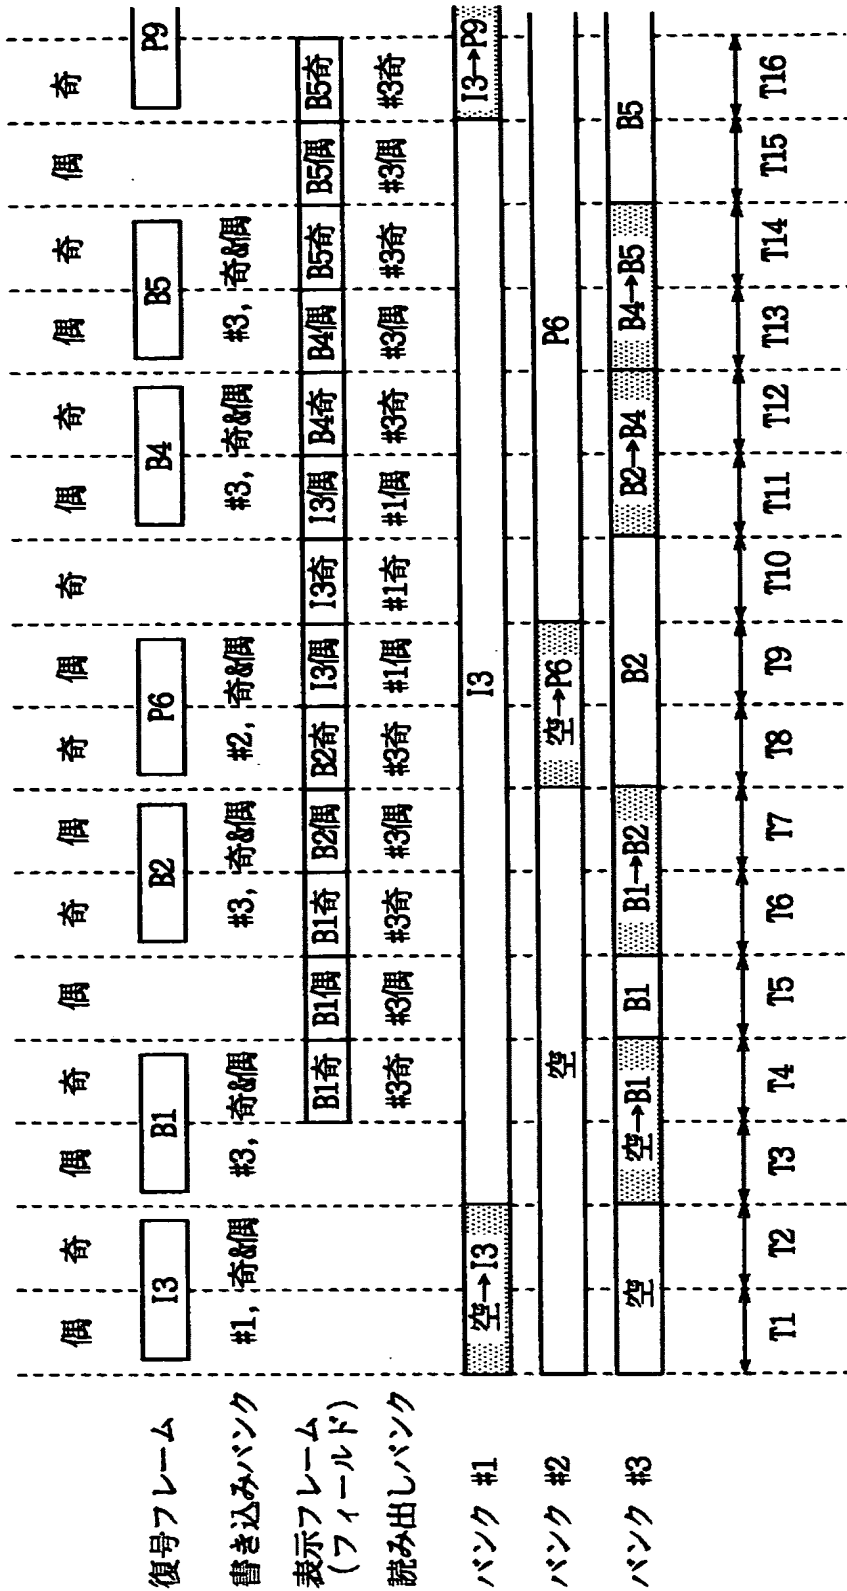 偶 奇 偶 奇 偶 奇 偶 奇 偶 奇 偶 奇 偶 奇 偶 奇
復号フレーム I3 B1 B2 P6 B4 B5 P9
書き込みバンク #1, 奇&偶 #3, 奇&偶 #3, 奇&偶 #2, 奇&偶 #3, 奇&偶 #3, 奇&偶
表示フレーム B1奇 B1偶 B1奇 B2偶 B2奇 I3偶 I3奇 I3偶 B4奇 B4偶 B5奇 B5偶 B5奇
(フィールド)
読み出しバンク #3奇 #3偶 #3奇 #3偶 #3奇 #1偶 #1奇 #1偶 #3奇 #3偶 #3奇 #3偶 #3奇
バンク #1 空→I3 I3 I3→P9
バンク #2 空 空→P6 P6
バンク #3 空 空→B1 B1 B1→B2 B2 B2→B4 B4→B5 B5
T1 T2 T3 T4 T5 T6 T7 T8 T9 T10 T11 T12 T13 T14 T15 T16